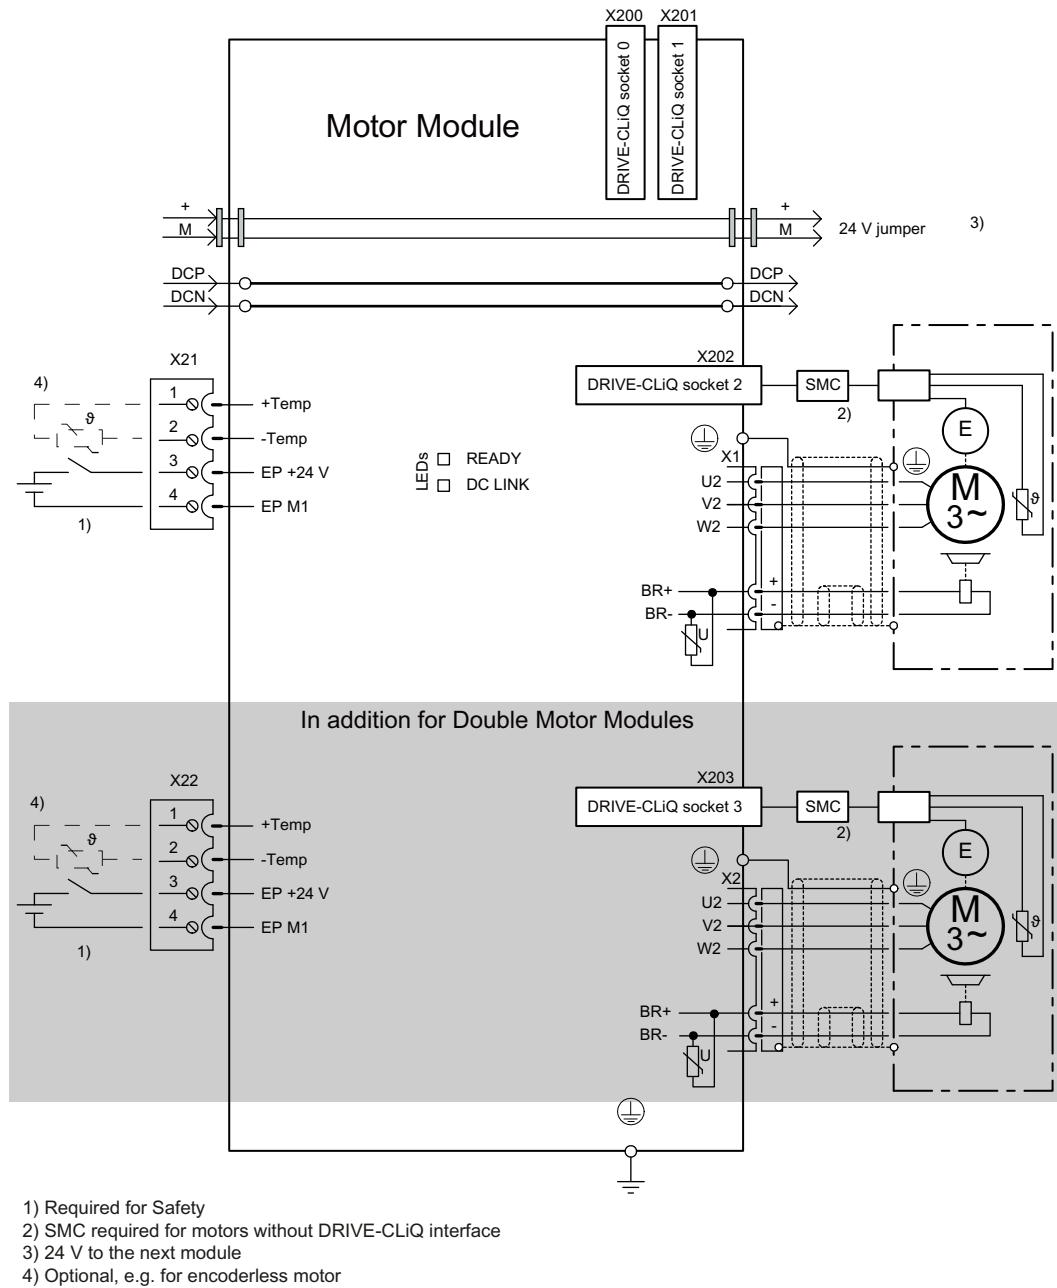 X200 X201
DRIVE-CLiQ socket 0
DRIVE-CLiQ socket 1
Motor Module
+ +
M M 24 V jumper 3)
DCP DCP
DCN DCN
X21
4)
1 +Temp
ϑ
2 -Temp
3 EP +24 V
4 EP M1
1)
LEDs
READY
DC LINK
X202
DRIVE-CLiQ socket 2 SMC
2)
E
X1
U2
V2
W2
M
3~
ϑ
BR+ +
BR- -
U
In addition for Double Motor Modules
X22
4)
1 +Temp
ϑ
2 -Temp
3 EP +24 V
4 EP M1
1)
X203
DRIVE-CLiQ socket 3 SMC
2)
E
X2
U2
V2
W2
M
3~
ϑ
BR+ +
BR- -
U
1) Required for Safety
2) SMC required for motors without DRIVE-CLiQ interface
3) 24 V to the next module
4) Optional, e.g. for encoderless motor